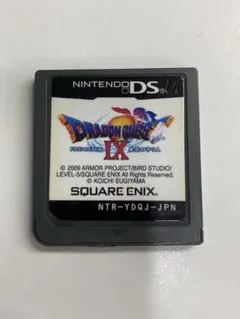 NINTENDO DS
DRAGON QUEST
IX
© 2009 ARMOR PROJECT/BIRD STUDIO/
LEVEL-5/SQUARE ENIX All Rights Reserved.
© KOICHI SUGIYAMA
SQUARE ENIX
NTR-YDQJ-JPN